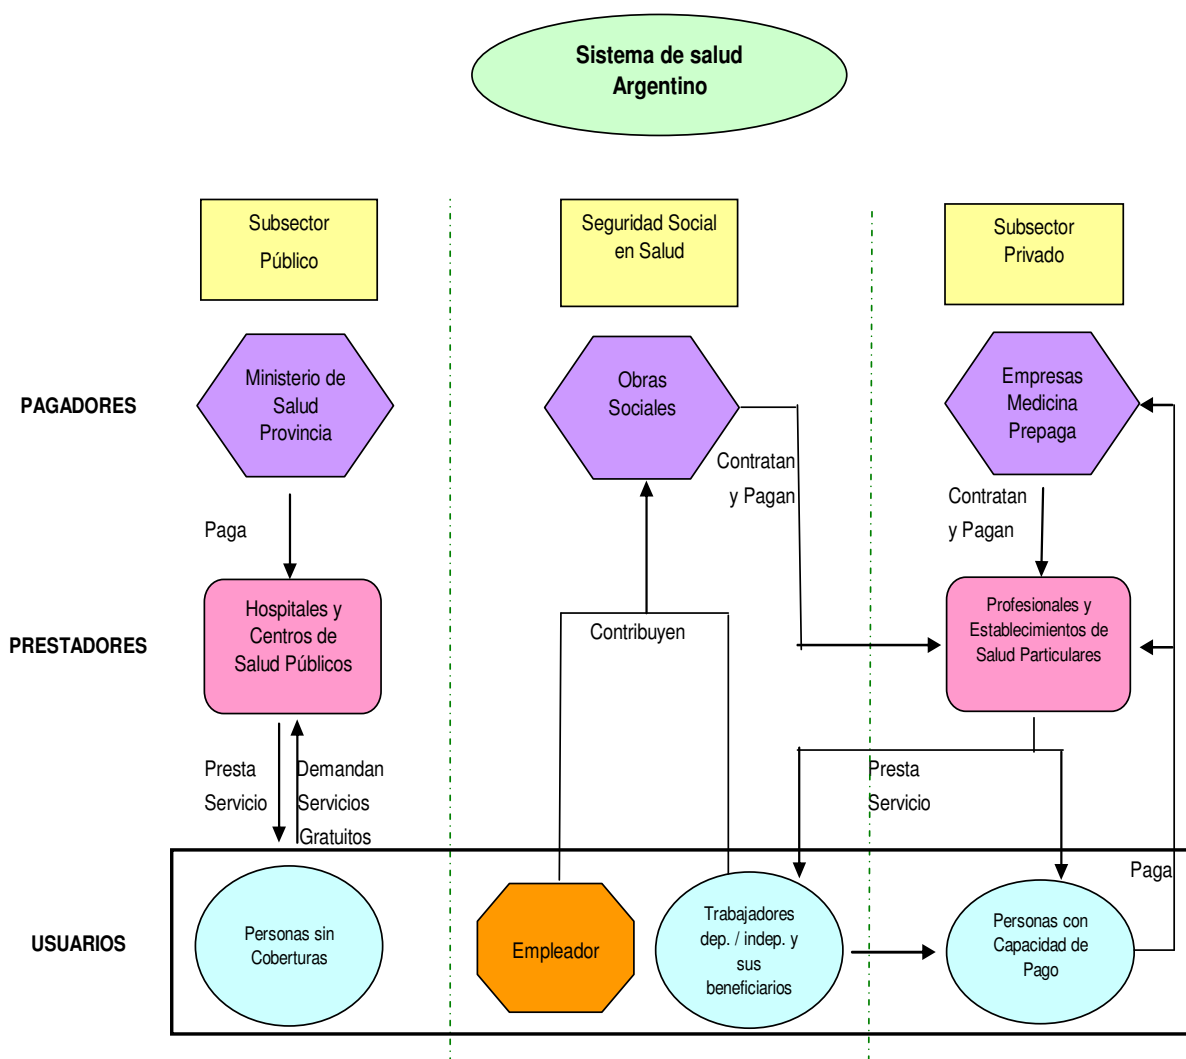 Sistema de salud
Argentino
Subsector
Público
Seguridad Social
en Salud
Subsector
Privado
PAGADORES
Ministerio de
Salud
Provincia
Obras
Sociales
Empresas
Medicina
Prepaga
Contratan
y Pagan
Contratan
y Pagan
Paga
PRESTADORES
Hospitales y
Centros de
Salud Públicos
Contribuyen
Profesionales y
Establecimientos de
Salud Particulares
Presta
Servicio
Demandan
Servicios
Gratuitos
Presta
Servicio
Paga
USUARIOS
Personas sin
Coberturas
Empleador
Trabajadores
dep. / indep. y
sus
beneficiarios
Personas con
Capacidad de
Pago